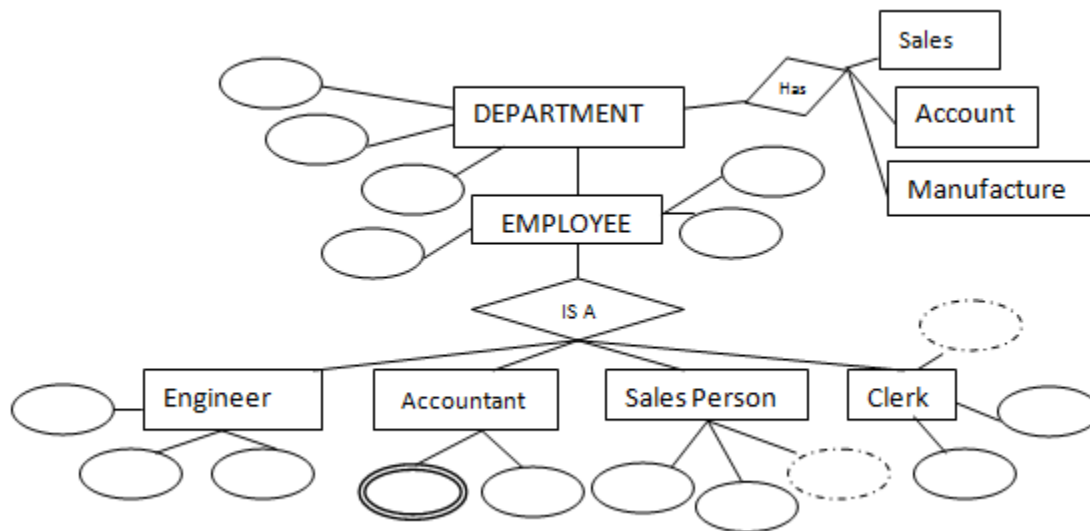 Sales
Has
DEPARTMENT
Account
Manufacture
EMPLOYEE
IS A
Engineer
Accountant
Sales Person
Clerk